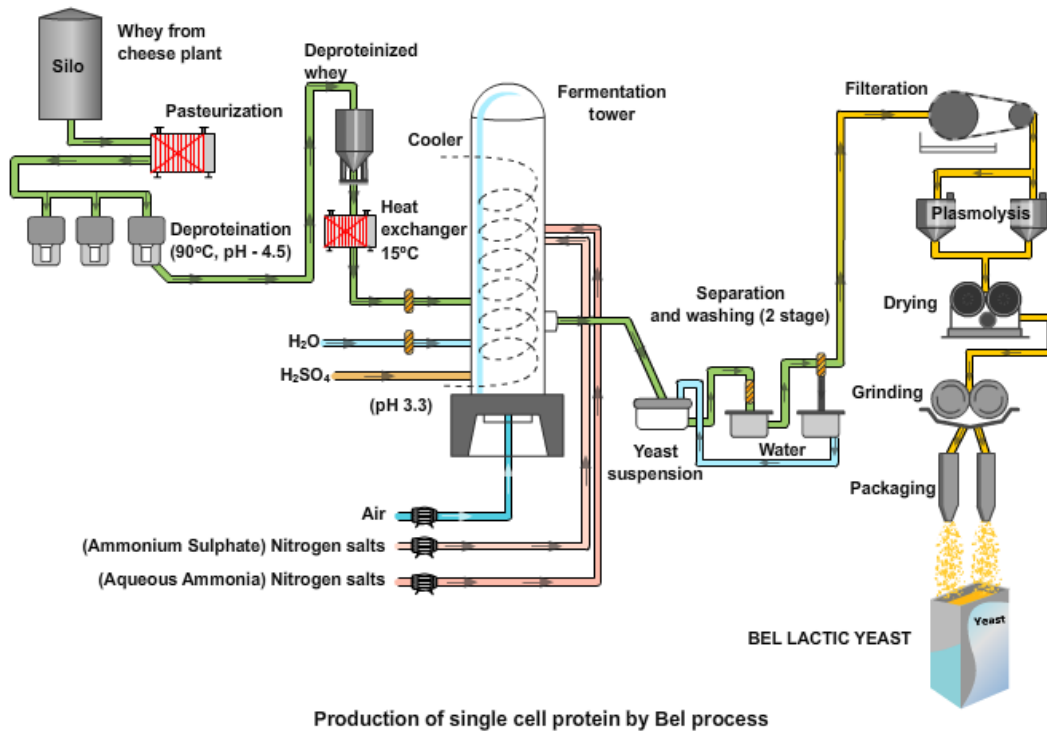 Whey from
cheese plant
Silo
Pasteurization
Deproteinized
whey
Fermentation
tower
Filteration
Cooler
Deproteination
(90ºC, pH - 4.5)
Heat
exchanger
15ºC
Plasmolysis
Separation
and washing (2 stage)
Drying
H₂O
H₂SO₄
(pH 3.3)
Grinding
Yeast
suspension
Water
Packaging
Air
(Ammonium Sulphate) Nitrogen salts
(Aqueous Ammonia) Nitrogen salts
Yeast
BEL LACTIC YEAST
Production of single cell protein by Bel process